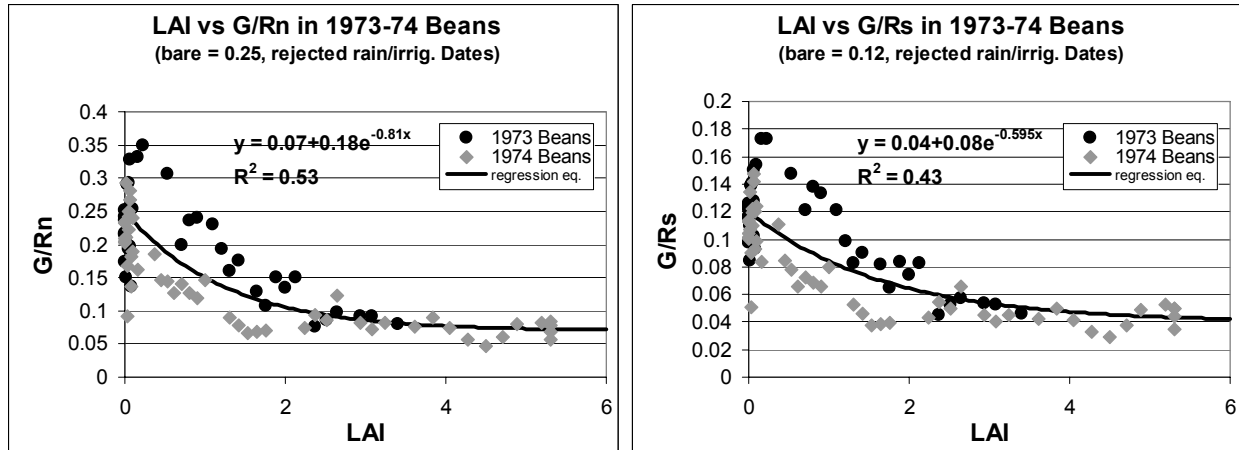 LAI vs G/Rn in 1973-74 Beans
(bare = 0.25, rejected rain/irrig. Dates)
0.4
0.35
0.3
0.25
0.2
0.15
0.1
0.05
0
G/Rn
y = 0.07+0.18e^-0.81x
R² = 0.53
1973 Beans
1974 Beans
regression eq.
0 2 4 6
LAI
LAI vs G/Rs in 1973-74 Beans
(bare = 0.12, rejected rain/irrig. Dates)
0.2
0.18
0.16
0.14
0.12
0.1
0.08
0.06
0.04
0.02
0
G/Rs
y = 0.04+0.08e^-0.595x
R² = 0.43
1973 Beans
1974 Beans
regression eq.
0 2 4 6
LAI